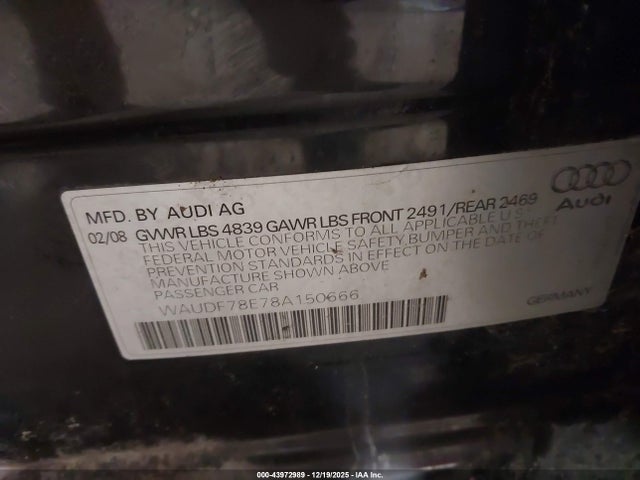 MFD. BY AUDI AG
02/08 GVWR LBS 4839 GAWR LBS FRONT 2491/REAR 2469
THIS VEHICLE CONFORMS TO ALL APPLICABLE U.S.
FEDERAL MOTOR VEHICLE SAFETY,BUMPER AND THEFT
PREVENTION STANDARDS IN EFFECT ON THE DATE OF
MANUFACTURE SHOWN ABOVE
PASSENGER CAR
WAUDF78E78A150666
Audi
GERMANY
000-43972989 - 12/19/2025 - IAA Inc.